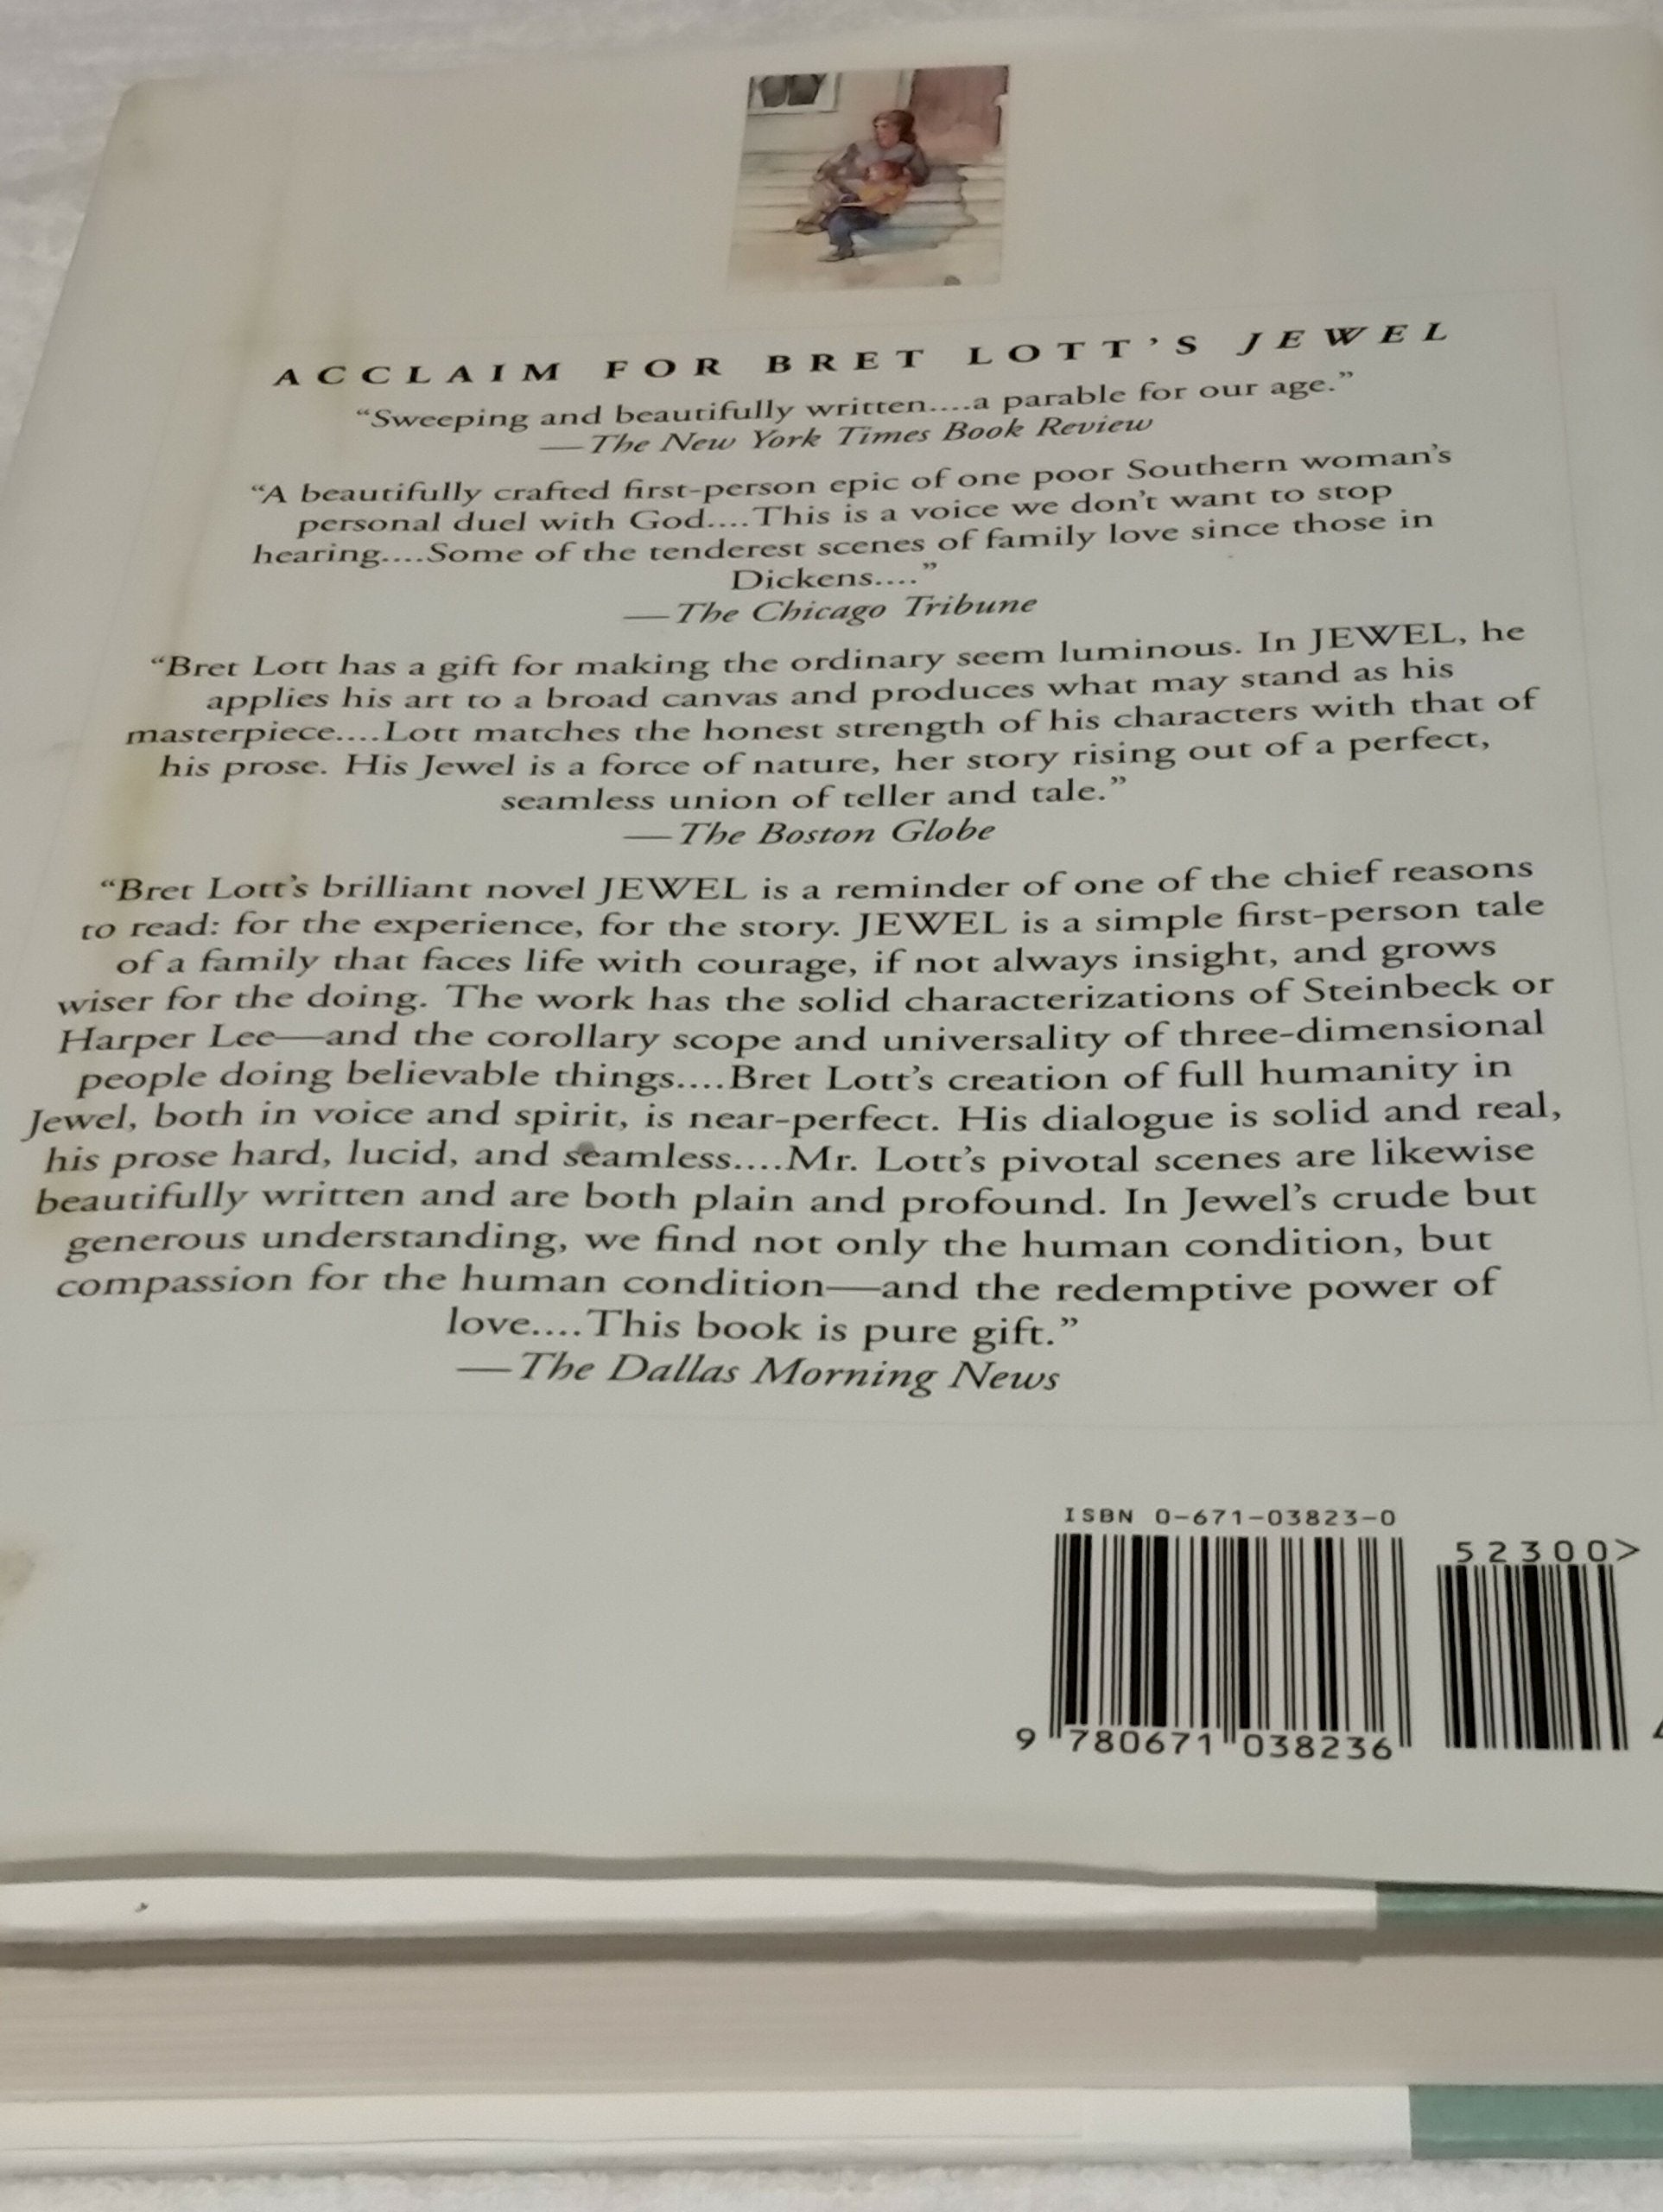 ACCLAIM FOR BRET LOTT'S JEWEL
“Sweeping and beautifully written....a parable for our age.”
—The New York Times Book Review
“A beautifully crafted first-person epic of one poor Southern woman's
personal duel with God....This is a voice we don't want to stop
hearing....Some of the tenderest scenes of family love since those in
Dickens....”
—The Chicago Tribune
“Bret Lott has a gift for making the ordinary seem luminous. In JEWEL, he
applies his art to a broad canvas and produces what may stand as his
masterpiece....Lott matches the honest strength of his characters with that of
his prose. His Jewel is a force of nature, her story rising out of a perfect,
seamless union of teller and tale.”
—The Boston Globe
“Bret Lott's brilliant novel JEWEL is a reminder of one of the chief reasons
to read: for the experience, for the story. JEWEL is a simple first-person tale
of a family that faces life with courage, if not always insight, and grows
wiser for the doing. The work has the solid characterizations of Steinbeck or
Harper Lee—and the corollary scope and universality of three-dimensional
people doing believable things....Bret Lott's creation of full humanity in
Jewel, both in voice and spirit, is near-perfect. His dialogue is solid and real,
his prose hard, lucid, and seamless....Mr. Lott's pivotal scenes are likewise
beautifully written and are both plain and profound. In Jewel's crude but
generous understanding, we find not only the human condition, but
compassion for the human condition—and the redemptive power of
love....This book is pure gift.”
—The Dallas Morning News
ISBN 0-671-03823-0
52300>
9 780671 038236